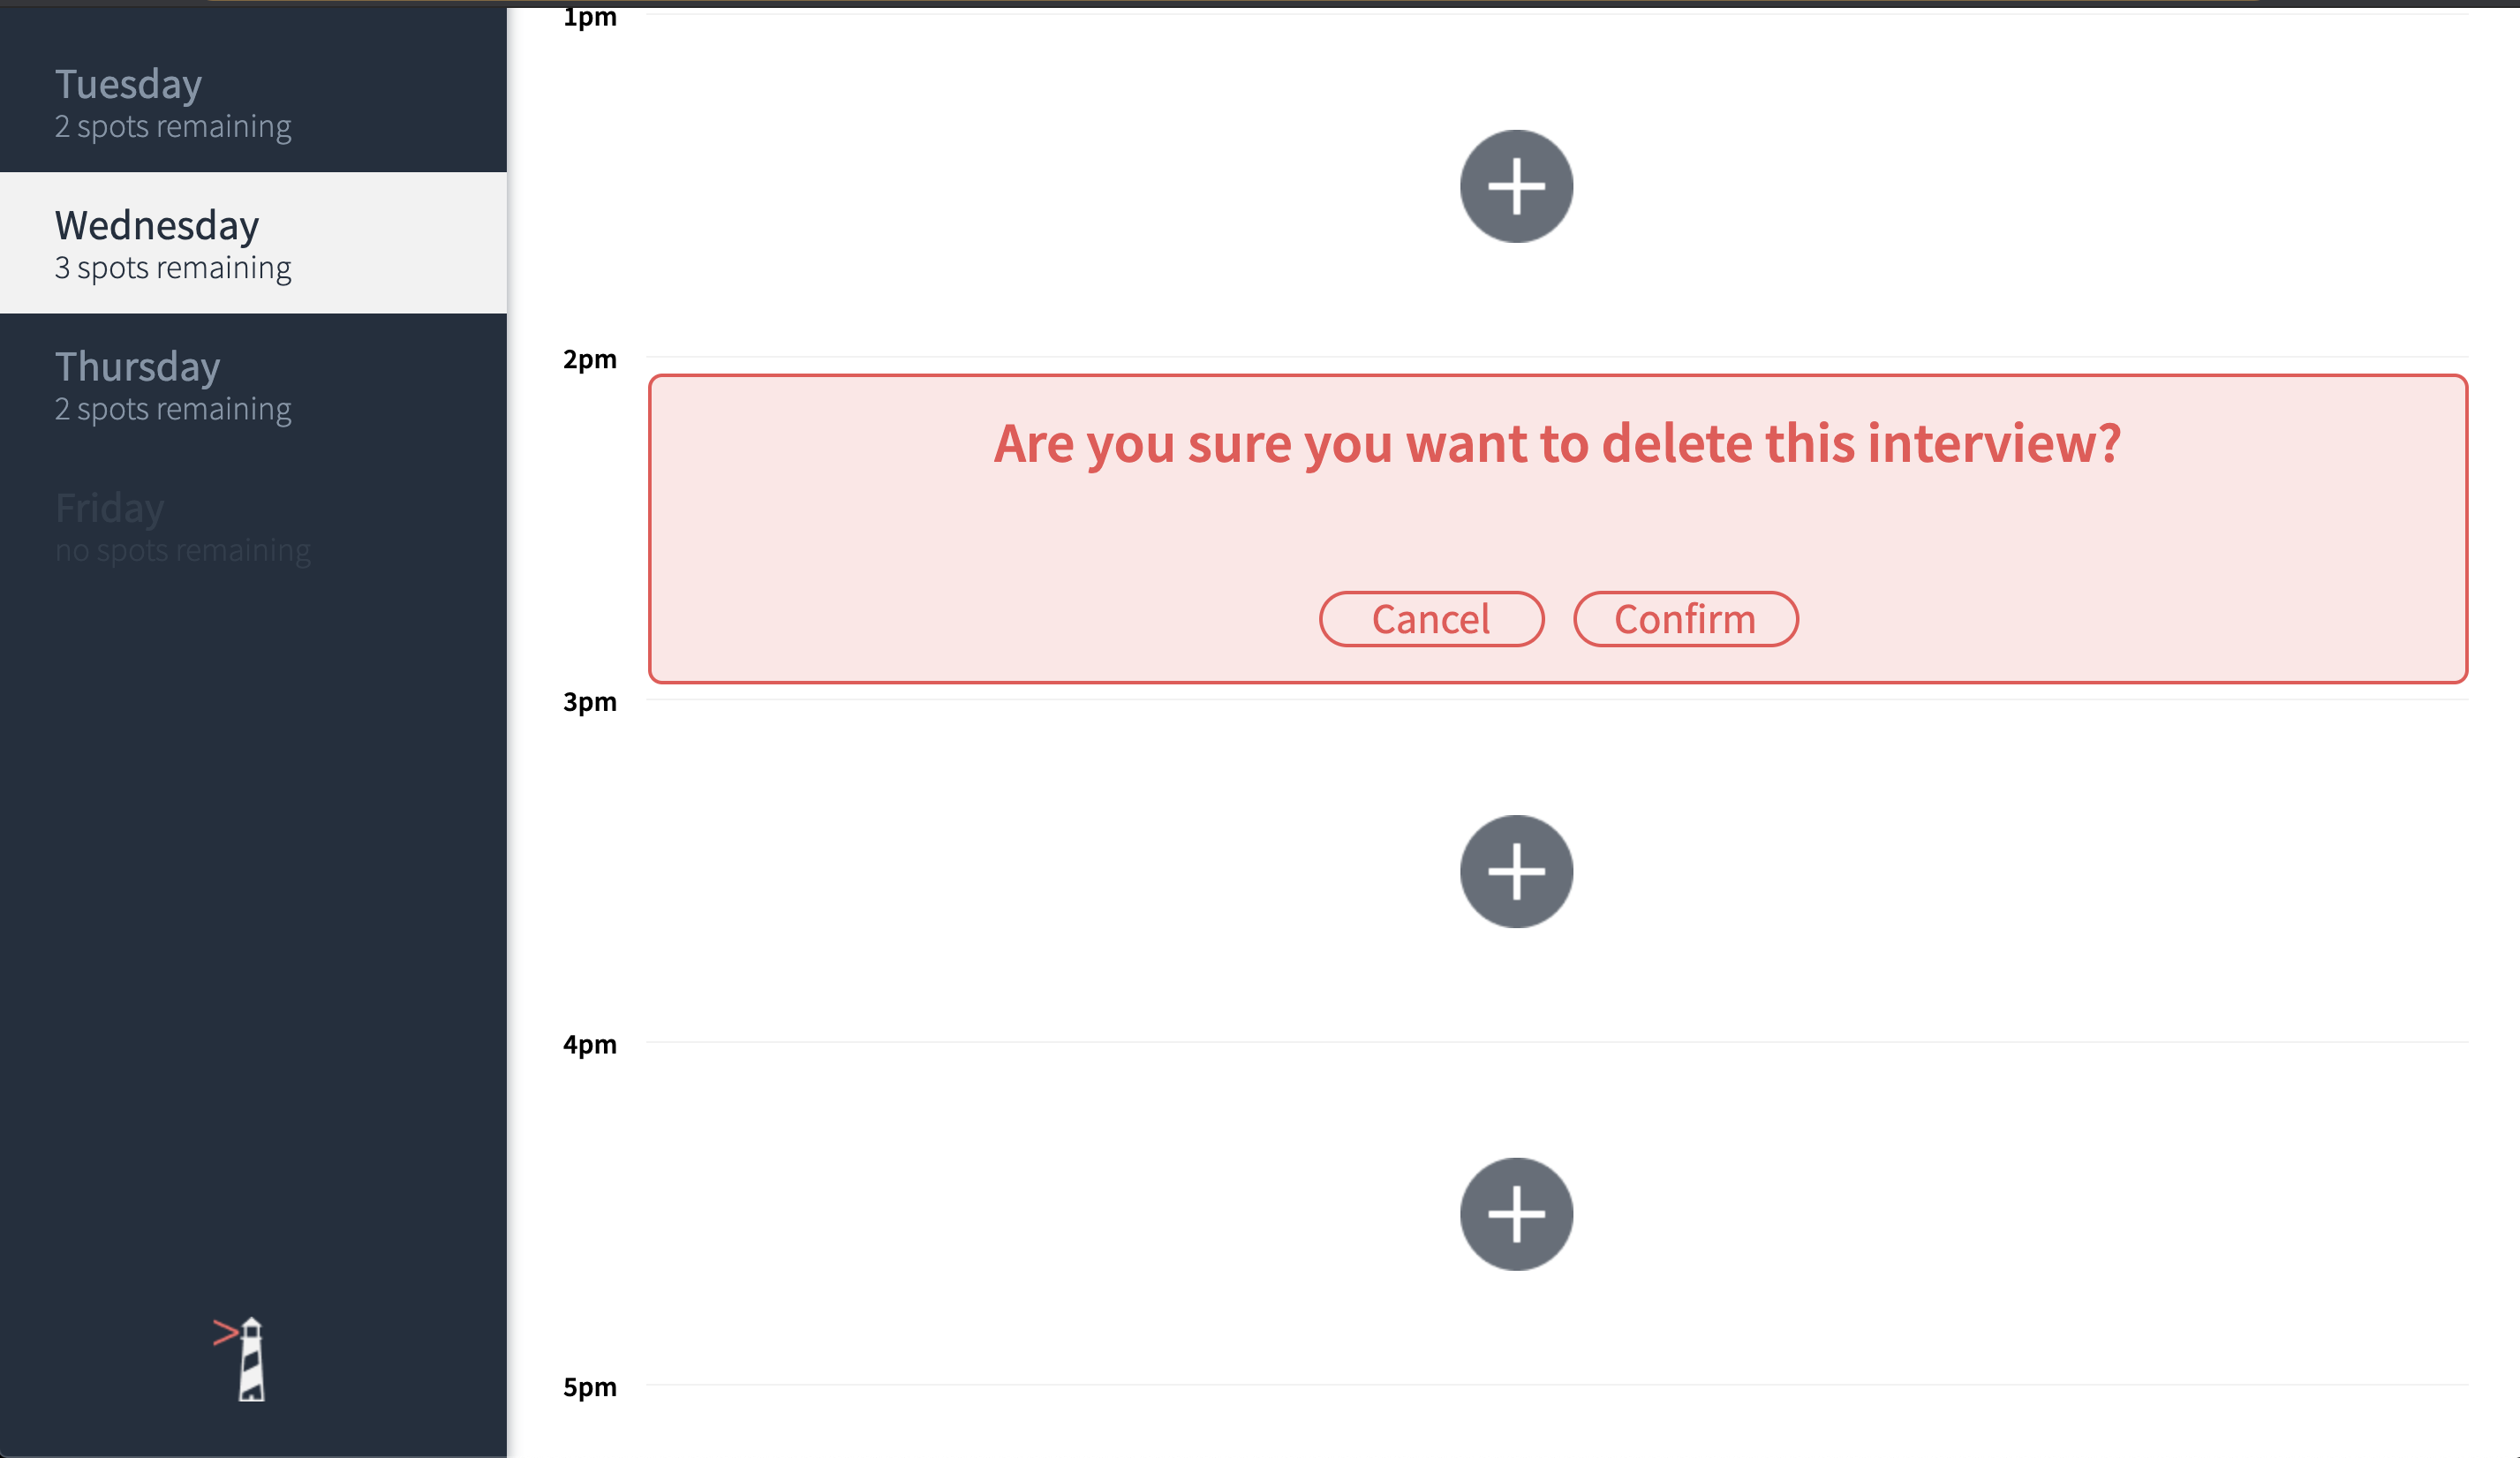 Tuesday
2 spots remaining
Wednesday
3 spots remaining
Thursday
2 spots remaining
Friday
no spots remaining
1pm
2pm
Are you sure you want to delete this interview?
Cancel Confirm
3pm
4pm
5pm